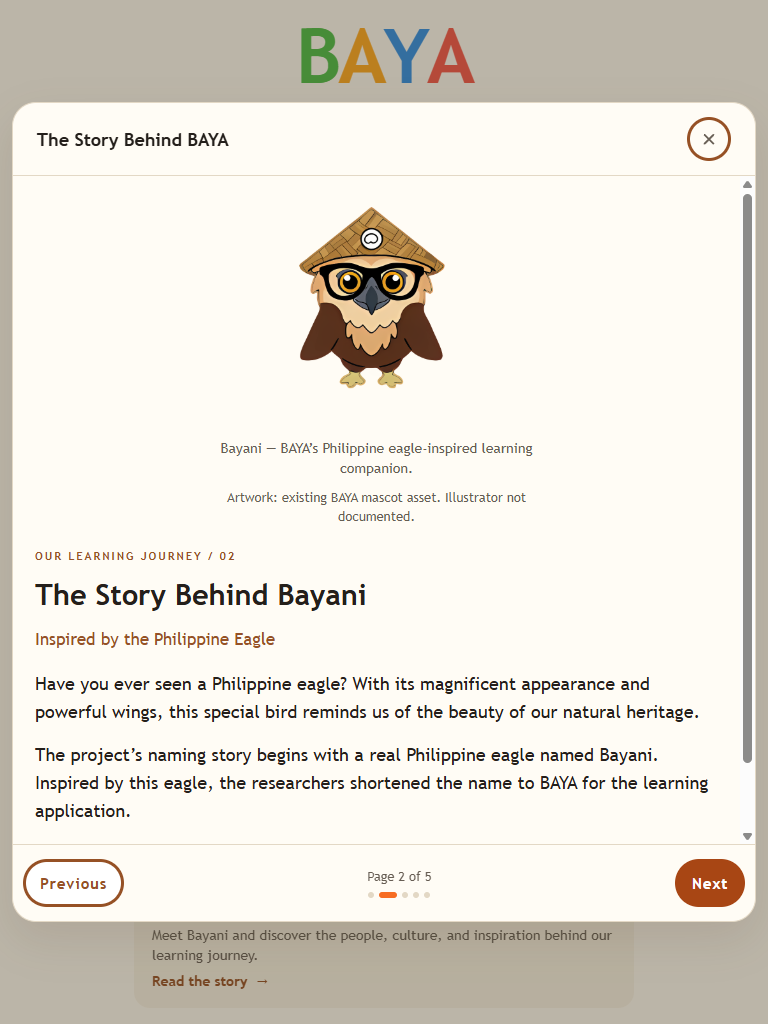 BAYA
The Story Behind BAYA
Bayani — BAYA’s Philippine eagle-inspired learning
companion.
Artwork: existing BAYA mascot asset. Illustrator not
documented.
OUR LEARNING JOURNEY / 02
The Story Behind Bayani
Inspired by the Philippine Eagle
Have you ever seen a Philippine eagle? With its magnificent appearance and
powerful wings, this special bird reminds us of the beauty of our natural heritage.
The project’s naming story begins with a real Philippine eagle named Bayani.
Inspired by this eagle, the researchers shortened the name to BAYA for the learning
application.
Previous
Page 2 of 5
Next
Meet Bayani and discover the people, culture, and inspiration behind our
learning journey.
Read the story →